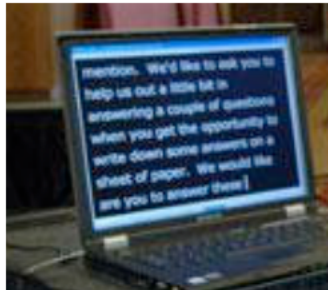 mention. We'd like to ask you to
help us out a little bit in
answering a couple of questions
when you get the opportunity to
write down some answers on a
sheet of paper. We would like
are you to answer these